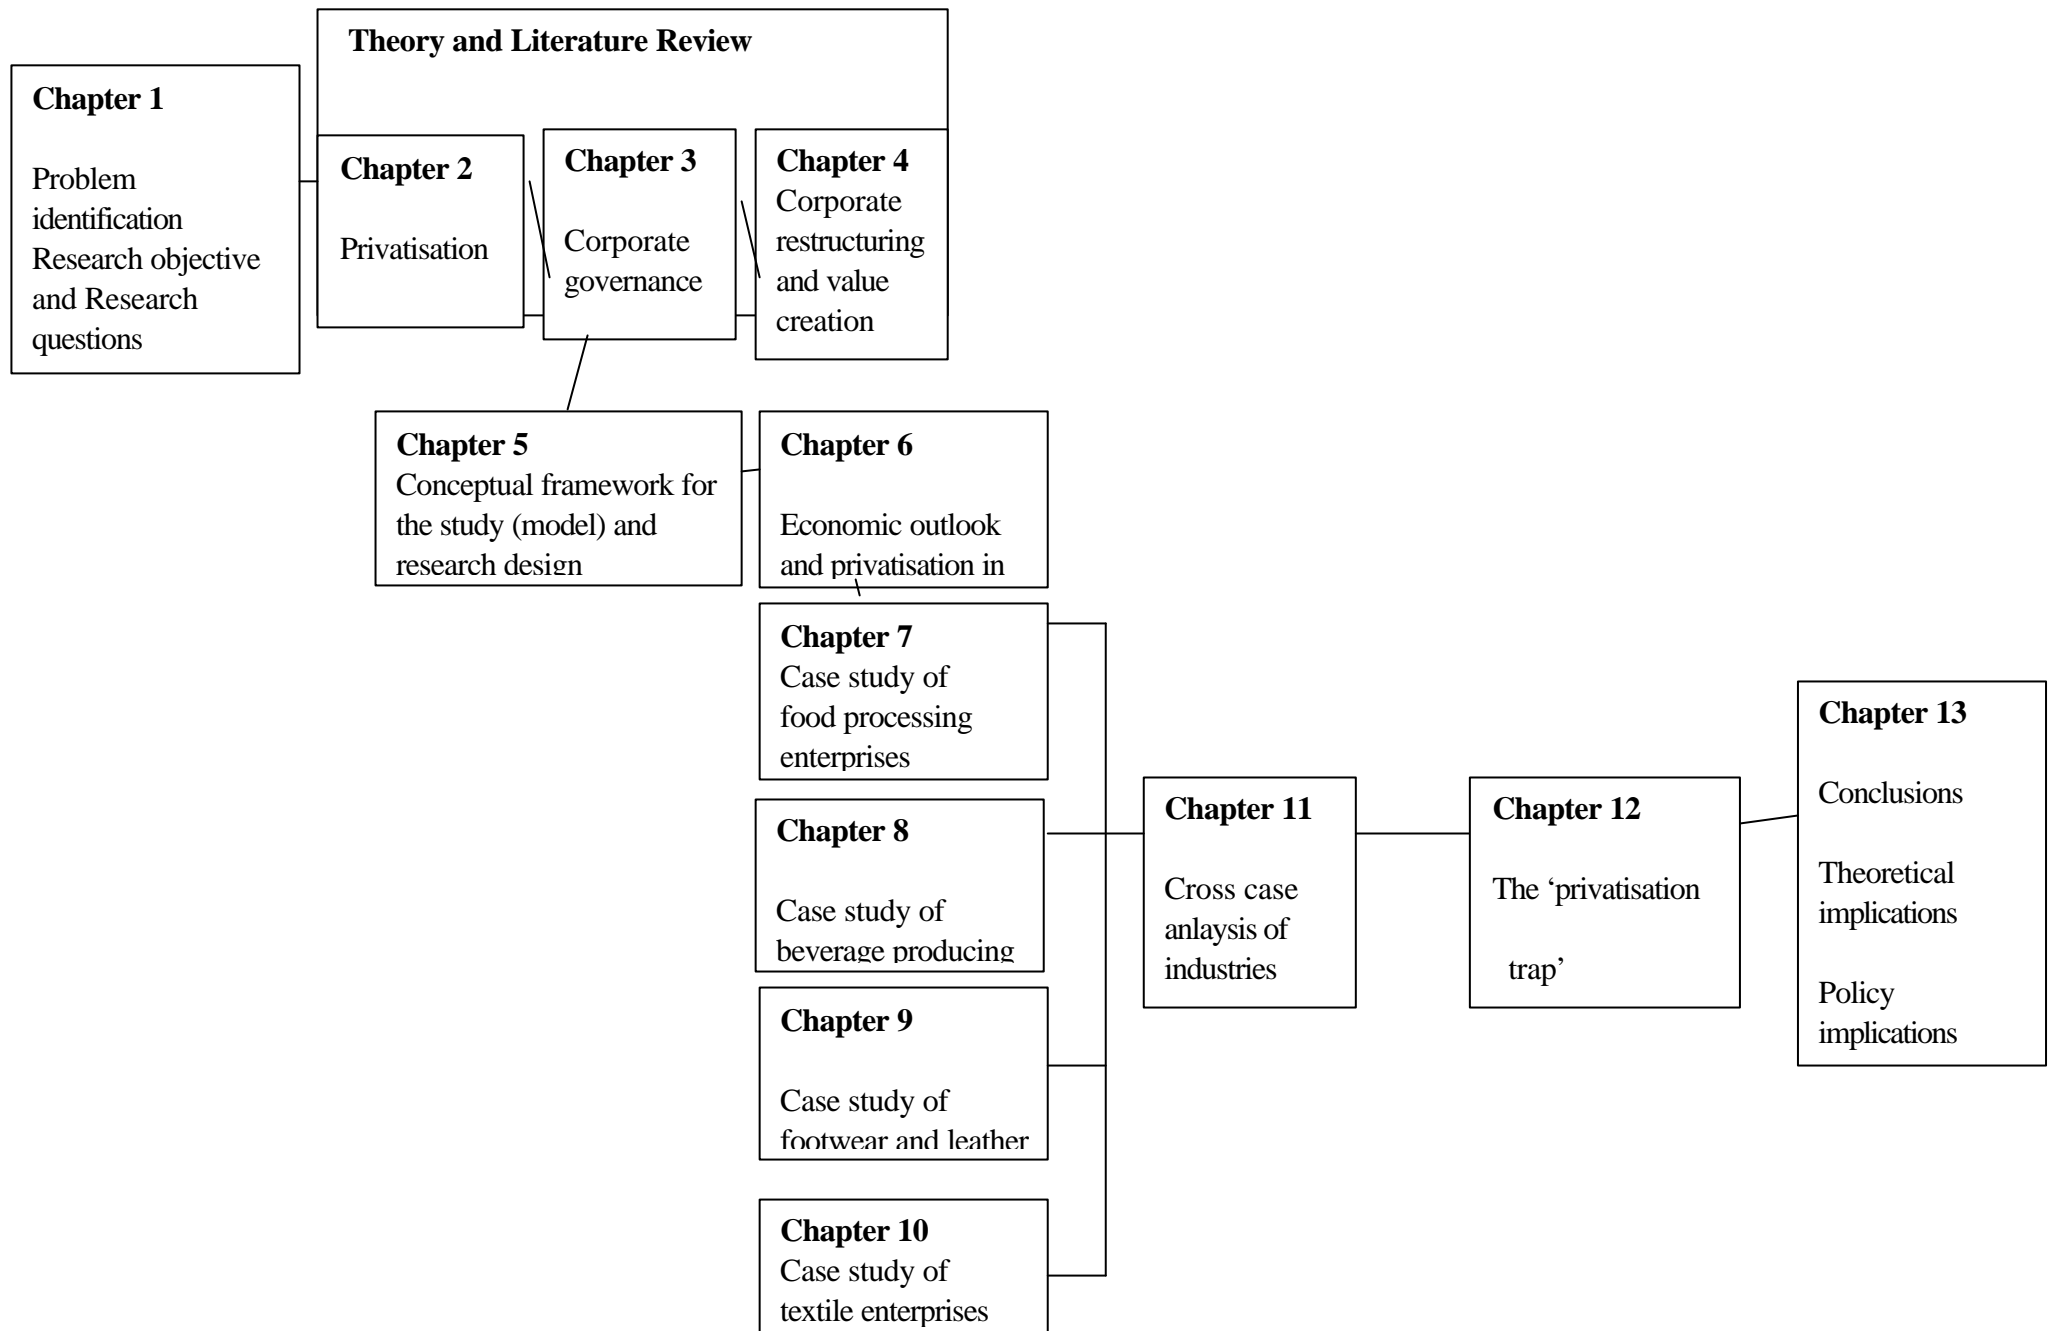 Theory and Literature Review
Chapter 1
Problem
identification
Research objective
and Research
questions
Chapter 2
Privatisation
Chapter 3
Corporate
governance
Chapter 4
Corporate
restructuring
and value
creation
Chapter 5
Conceptual framework for
the study (model) and
research design
Chapter 6
Economic outlook
and privatisation in
Chapter 7
Case study of
food processing
enterprises
Chapter 8
Case study of
beverage producing
Chapter 9
Case study of
footwear and leather
Chapter 10
Case study of
textile enterprises
Chapter 11
Cross case
anlaysis of
industries
Chapter 12
The ‘privatisation
trap’
Chapter 13
Conclusions
Theoretical
implications
Policy
implications